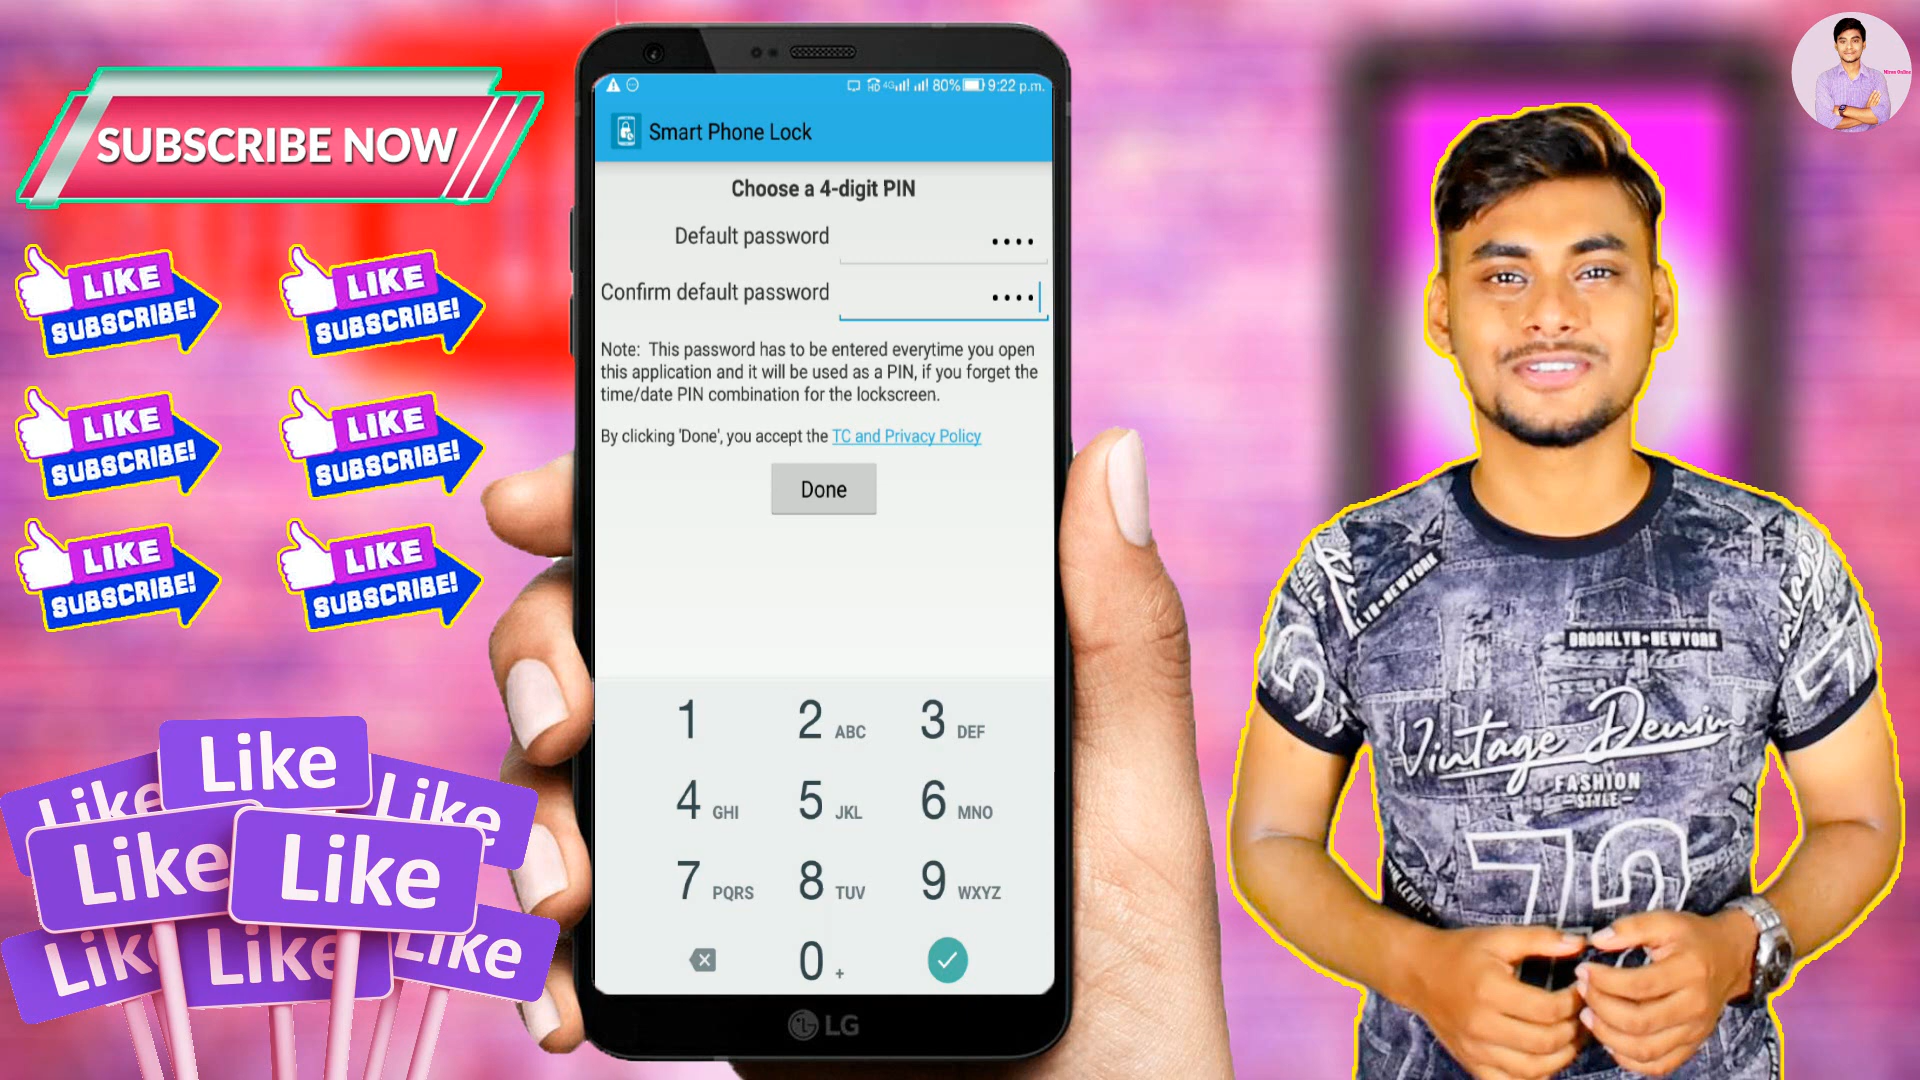 SUBSCRIBE NOW
LIKE
SUBSCRIBE!
LIKE
SUBSCRIBE!
LIKE
SUBSCRIBE!
LIKE
SUBSCRIBE!
LIKE
SUBSCRIBE!
LIKE
SUBSCRIBE!
Like
Like
Like
Like
Like
Like
Like
Like
HD 4G 80% 9:22 p.m.
Smart Phone Lock
Choose a 4-digit PIN
Default password ••••
Confirm default password ••••
Note: This password has to be entered everytime you open
this application and it will be used as a PIN, if you forget the
time/date PIN combination for the lockscreen.
By clicking 'Done', you accept the TC and Privacy Policy
Done
1 2 ABC 3 DEF
4 GHI 5 JKL 6 MNO
7 PQRS 8 TUV 9 WXYZ
0 +
LG
BROOKLYN•NEWYORK
Vintage Denim
FASHION
STYLE
72